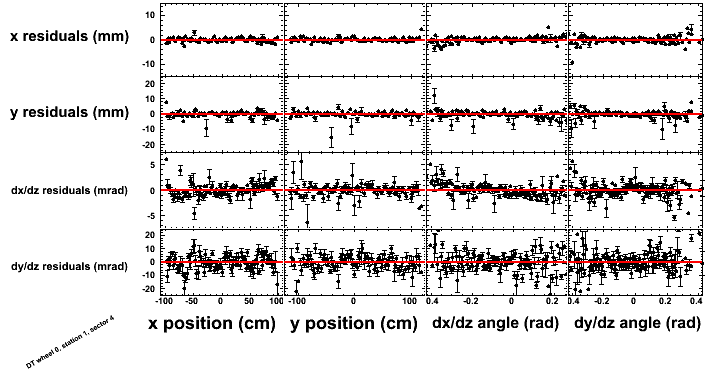 x residuals (mm)
10
0
-10
y residuals (mm)
20
10
0
-10
-20
dx/dz residuals (mrad)
5
0
-5
dy/dz residuals (mrad)
20
10
0
-10
-20
-100 -50 0 50 100
-100 0 100
-0.4 -0.2 0 0.2
-0.4 -0.2 0 0.2 0.4
x position (cm)
y position (cm)
dx/dz angle (rad)
dy/dz angle (rad)
DT wheel 0, station 1, sector 4